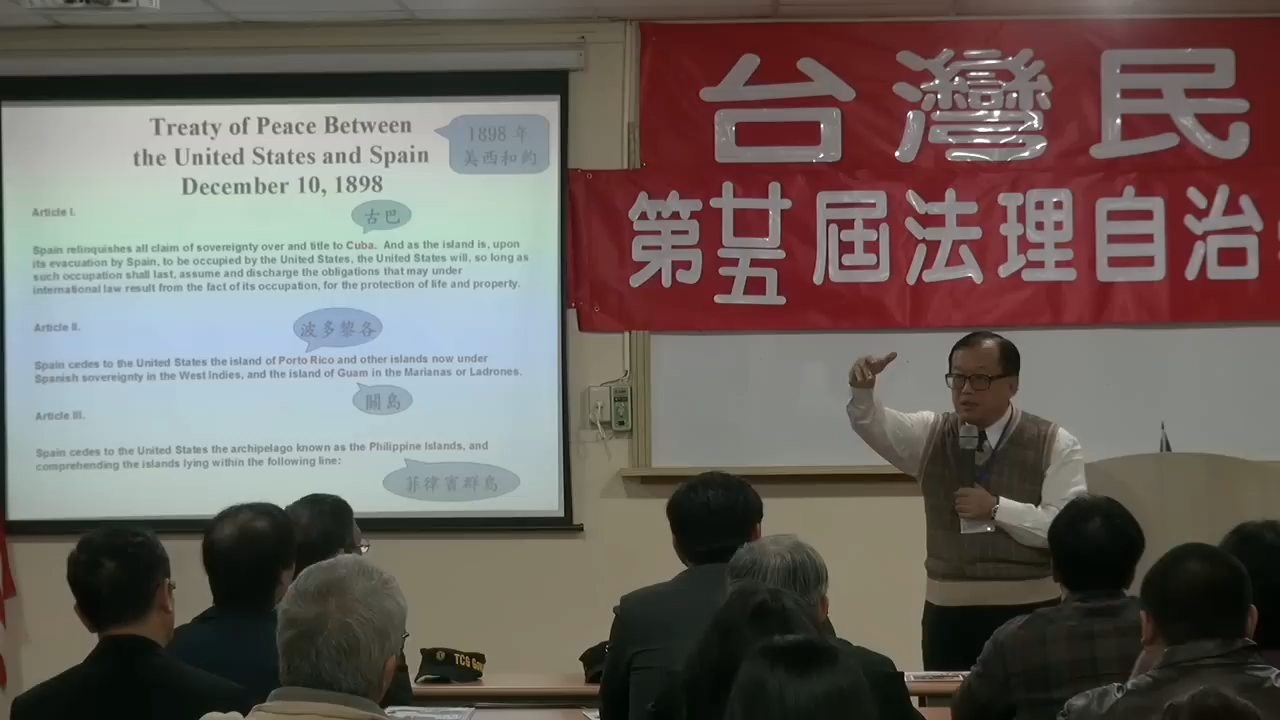 台灣民
第廿五屆法理自治
Treaty of Peace Between
the United States and Spain
December 10, 1898
1898 年
美西和約
Article I.
古巴
Spain relinquishes all claim of sovereignty over and title to Cuba. And as the island is, upon
its evacuation by Spain, to be occupied by the United States, the United States will, so long as
such occupation shall last, assume and discharge the obligations that may under
international law result from the fact of its occupation, for the protection of life and property.
Article II.
波多黎各
Spain cedes to the United States the island of Porto Rico and other islands now under
Spanish sovereignty in the West Indies, and the island of Guam in the Marianas or Ladrones.
關島
Article III.
Spain cedes to the United States the archipelago known as the Philippine Islands, and
comprehending the islands lying within the following line:
菲律賓群島
TCG Gov